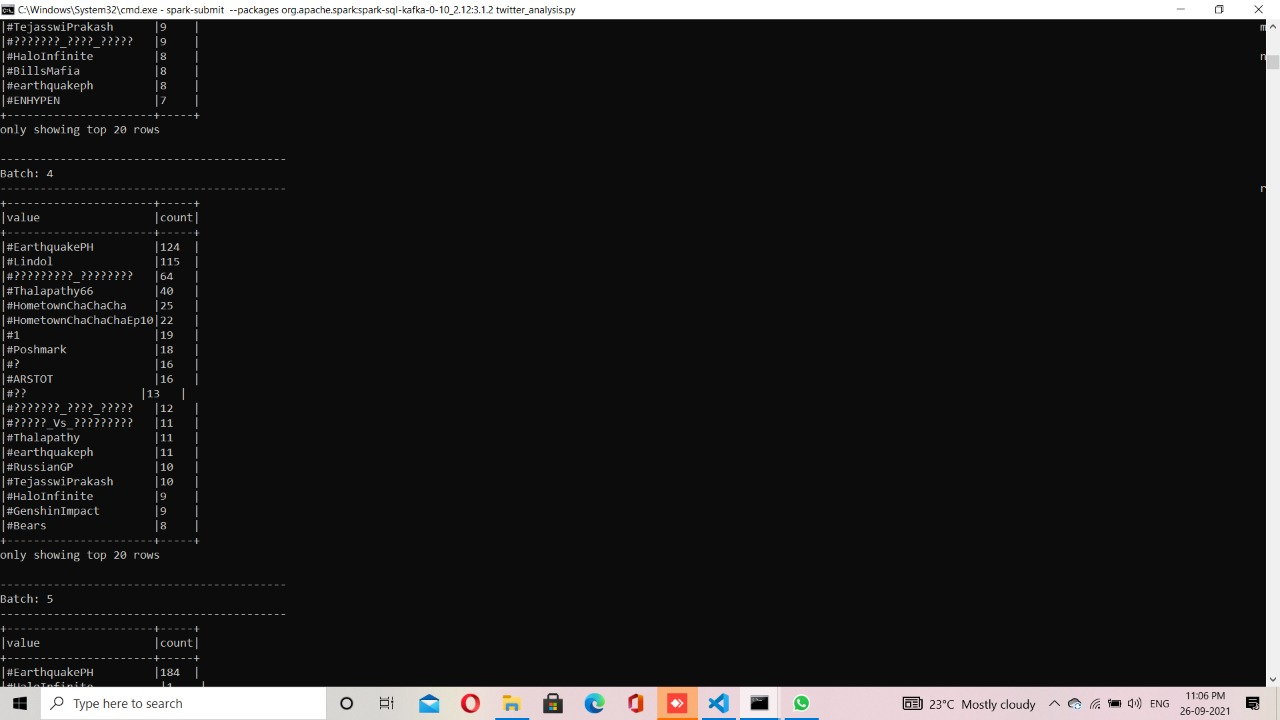 C:\Windows\System32\cmd.exe - spark-submit  --packages org.apache.spark:spark-sql-kafka-0-10_2.12:3.1.2 twitter_analysis.py
|#TejasswiPrakash       |9    |
|#???????_????_?????    |9    |
|#HaloInfinite          |8    |
|#BillsMafia            |8    |
|#earthquakeph          |8    |
|#ENHYPEN               |7    |
+-----------------------+-----+
only showing top 20 rows
-------------------------------------------
Batch: 4
-------------------------------------------
+-----------------------+-----+
|value                  |count|
+-----------------------+-----+
|#EarthquakePH          |124  |
|#Lindol                |115  |
|#?????????_????????    |64   |
|#Thalapathy66          |40   |
|#HometownChaChaCha     |25   |
|#HometownChaChaChaEp10|22   |
|#1                     |19   |
|#Poshmark              |18   |
|#?                     |16   |
|#ARSTOT                |16   |
|#??                 |13   |
|#???????_????_?????    |12   |
|#?????_Vs_?????????    |11   |
|#Thalapathy            |11   |
|#earthquakeph          |11   |
|#RussianGP             |10   |
|#TejasswiPrakash       |10   |
|#HaloInfinite          |9    |
|#GenshinImpact         |9    |
|#Bears                 |8    |
+-----------------------+-----+
only showing top 20 rows
-------------------------------------------
Batch: 5
-------------------------------------------
+-----------------------+-----+
|value                  |count|
+-----------------------+-----+
|#EarthquakePH          |184  |
Type here to search
23°C Mostly cloudy
ENG
11:06 PM
26-09-2021